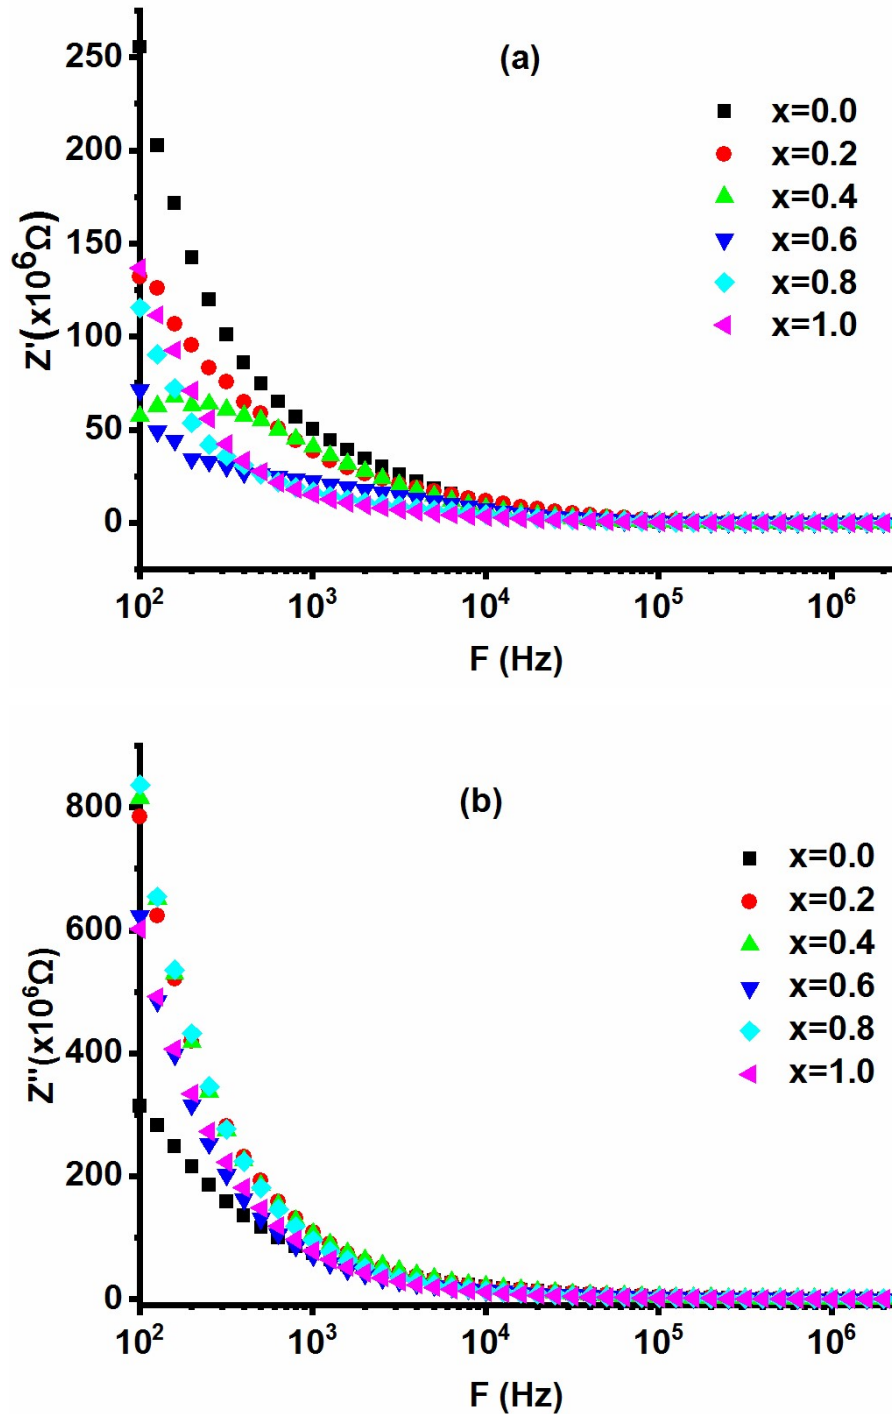 (a)
250
200
150
100
50
0
Z'(x10⁶Ω)
x=0.0
x=0.2
x=0.4
x=0.6
x=0.8
x=1.0
10² 10³ 10⁴ 10⁵ 10⁶
F (Hz)
(b)
800
600
400
200
0
Z''(x10⁶Ω)
x=0.0
x=0.2
x=0.4
x=0.6
x=0.8
x=1.0
10² 10³ 10⁴ 10⁵ 10⁶
F (Hz)